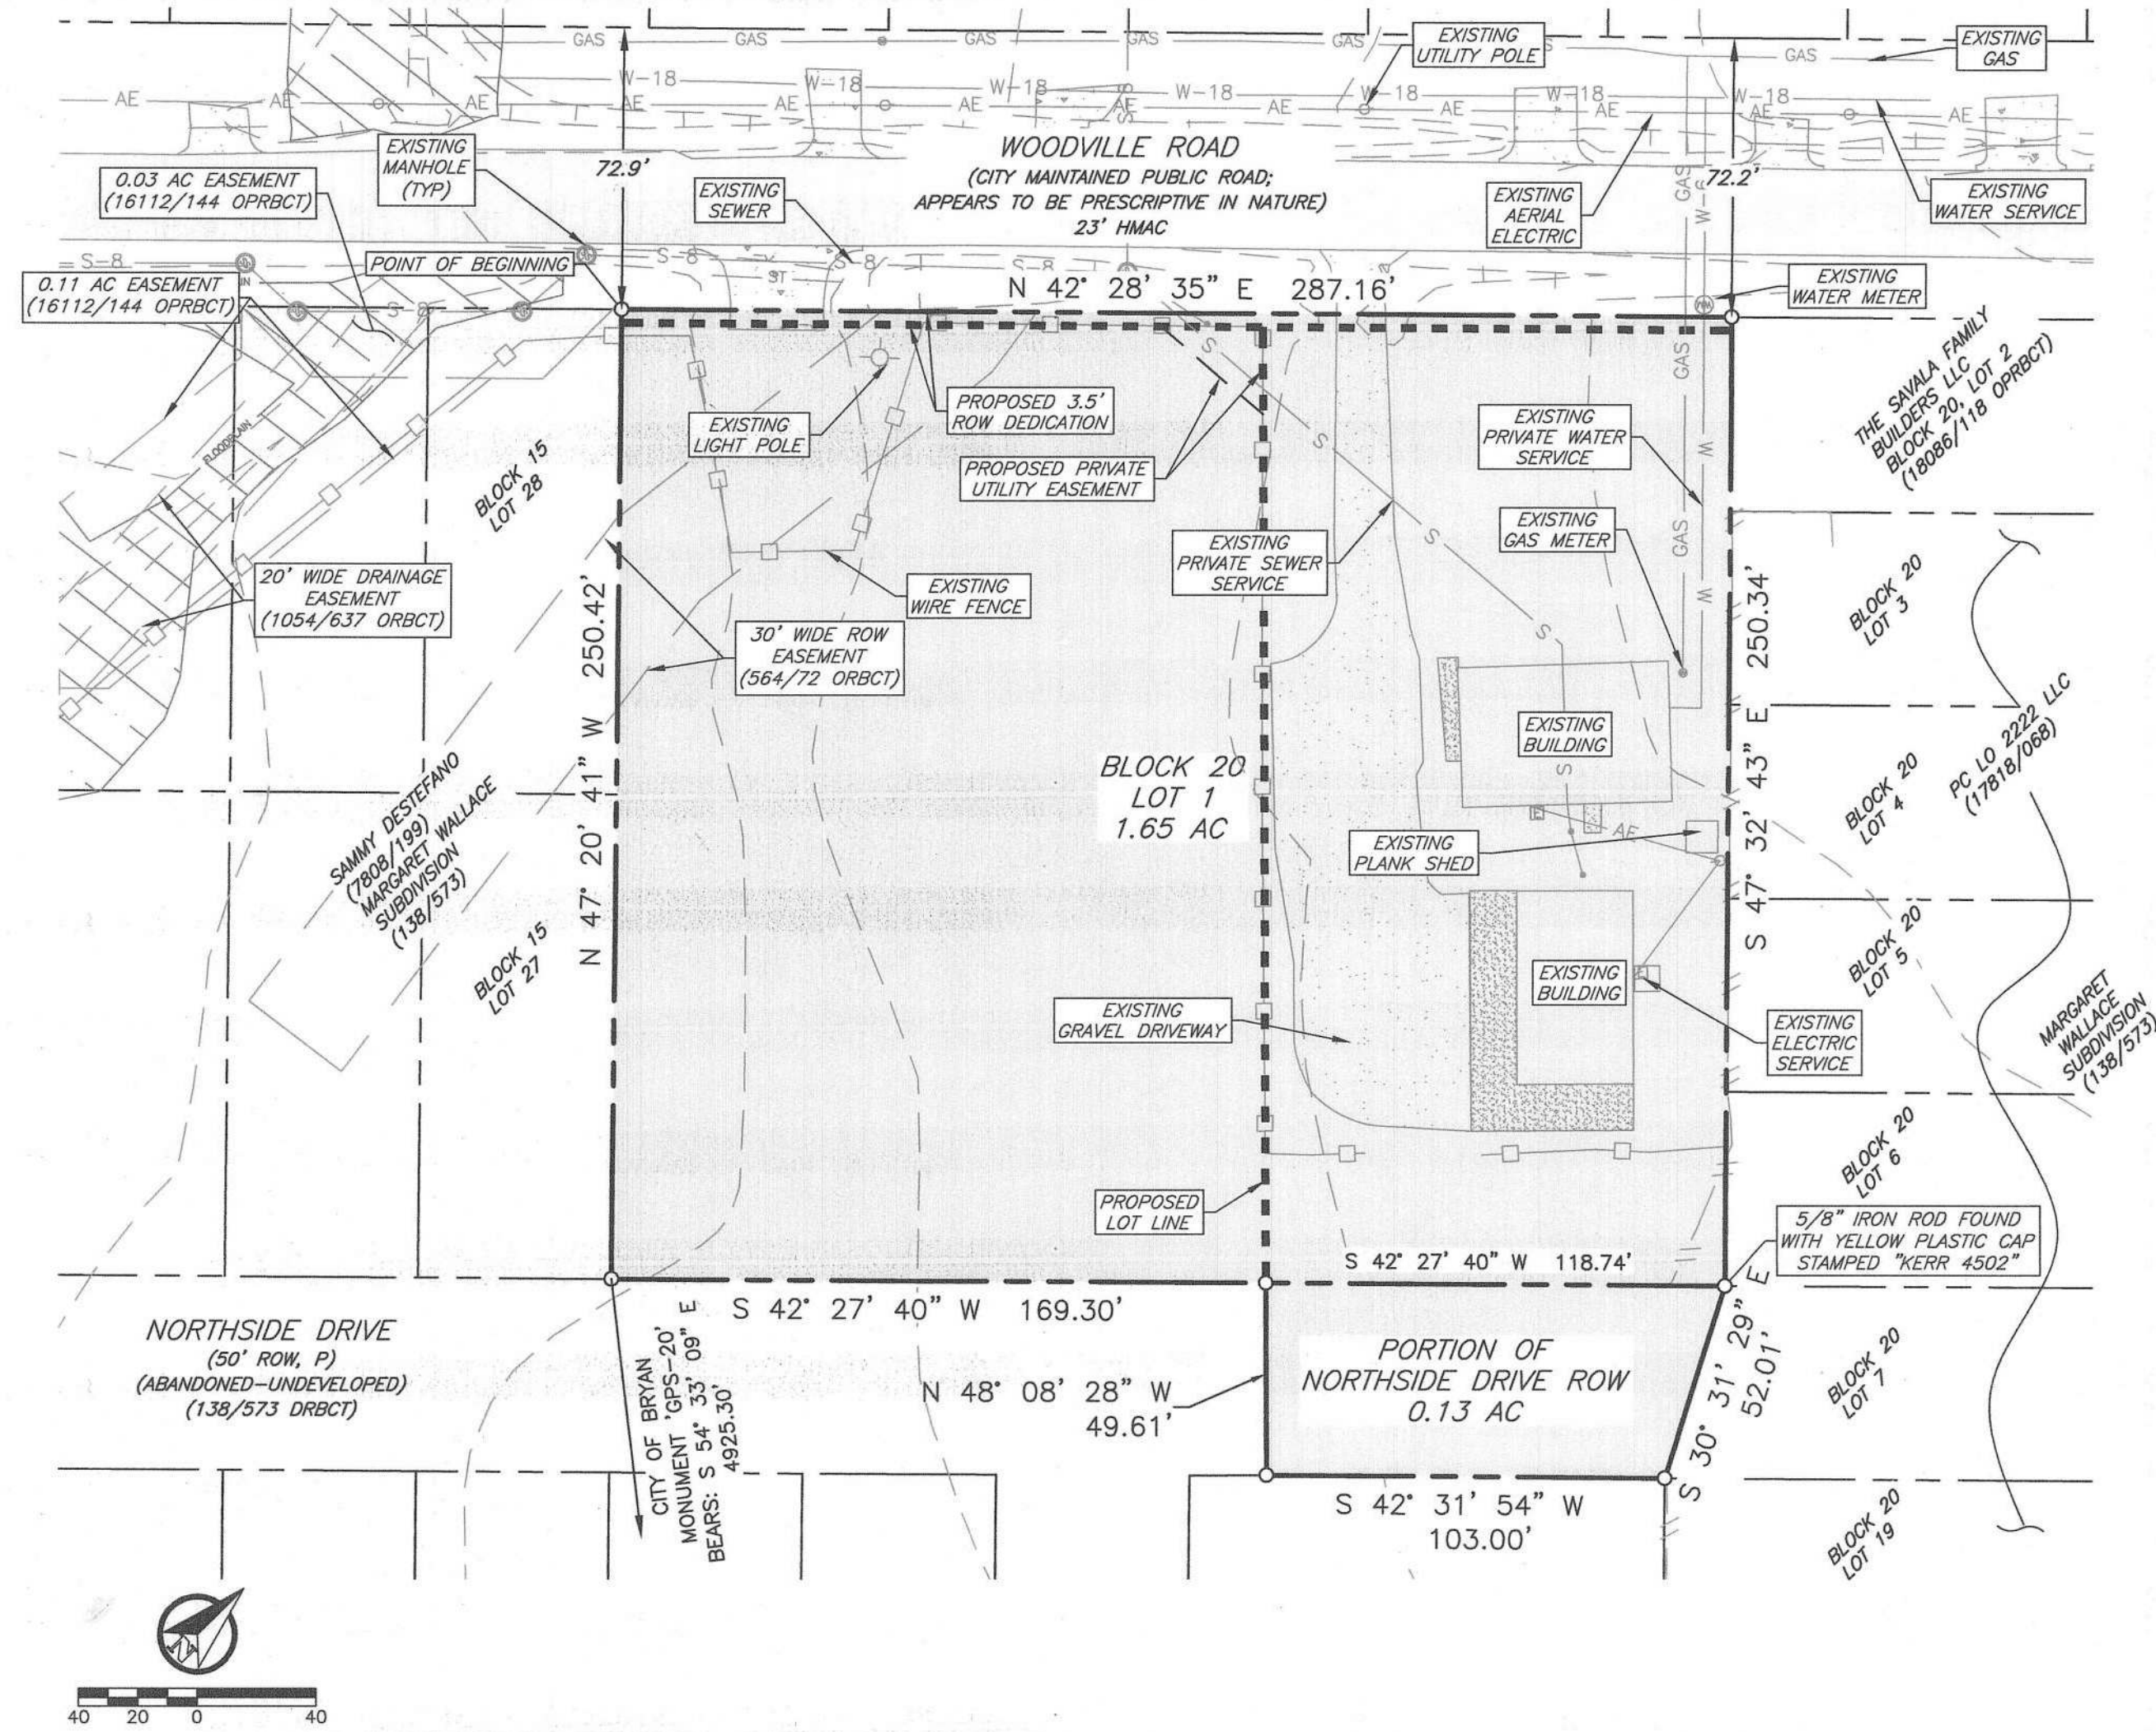 GAS GAS GAS GAS GAS GAS
EXISTING
UTILITY POLE
EXISTING
GAS
W-18 W-18 W-18 W-18 W-18 W-18 W-18
AE AE AE AE AE AE AE AE AE AE AE
WOODVILLE ROAD
(CITY MAINTAINED PUBLIC ROAD;
APPEARS TO BE PRESCRIPTIVE IN NATURE)
23' HMAC
EXISTING
MANHOLE
(TYP)
72.9'
72.2'
0.03 AC EASEMENT
(16112/144 OPRBCT)
EXISTING
SEWER
EXISTING
AERIAL
ELECTRIC
EXISTING
WATER SERVICE
GAS
W-6
S-8 S-8 S-8 S-8
POINT OF BEGINNING
0.11 AC EASEMENT
(16112/144 OPRBCT)
S-8
ST
N 42° 28' 35" E 287.16'
EXISTING
WATER METER
THE SAVALA FAMILY
BUILDERS LLC
BLOCK 20, LOT 2
(18086/118 OPRBCT)
FLOODPLAIN
BLOCK 15
LOT 28
EXISTING
LIGHT POLE
PROPOSED 3.5'
ROW DEDICATION
PROPOSED PRIVATE
UTILITY EASEMENT
S
S
S
S
S
GAS
GAS
W
W
EXISTING
PRIVATE WATER
SERVICE
EXISTING
GAS METER
EXISTING
PRIVATE SEWER
SERVICE
20' WIDE DRAINAGE
EASEMENT
(1054/637 ORBCT)
EXISTING
WIRE FENCE
30' WIDE ROW
EASEMENT
(564/72 ORBCT)
N 47° 20' 41" W 250.42'
S 47° 32' 43" E 250.34'
BLOCK 20
LOT 3
PC LO 2222 LLC
(17818/068)
BLOCK 20
LOT 4
EXISTING
BUILDING
BLOCK 20
LOT 1
1.65 AC
S
AE
E
EXISTING
PLANK SHED
SAMMY DESTEFANO
(7808/199)
MARGARET WALLACE
SUBDIVISION
(138/573)
BLOCK 15
LOT 27
BLOCK 20
LOT 5
EXISTING
BUILDING
E
EXISTING
GRAVEL DRIVEWAY
EXISTING
ELECTRIC
SERVICE
MARGARET
WALLACE
SUBDIVISION
(138/573)
BLOCK 20
LOT 6
PROPOSED
LOT LINE
5/8" IRON ROD FOUND
WITH YELLOW PLASTIC CAP
STAMPED "KERR 4502"
S 42° 27' 40" W 118.74'
S 42° 27' 40" W 169.30'
NORTHSIDE DRIVE
(50' ROW, P)
(ABANDONED-UNDEVELOPED)
(138/573 DRBCT)
CITY OF BRYAN
MONUMENT 'GPS-20'
BEARS: S 54° 33' 09" E
4925.30'
N 48° 08' 28" W
49.61'
PORTION OF
NORTHSIDE DRIVE ROW
0.13 AC
S 30° 31' 29" E
52.01'
BLOCK 20
LOT 7
S 42° 31' 54" W
103.00'
BLOCK 20
LOT 19
N
40 20 0 40